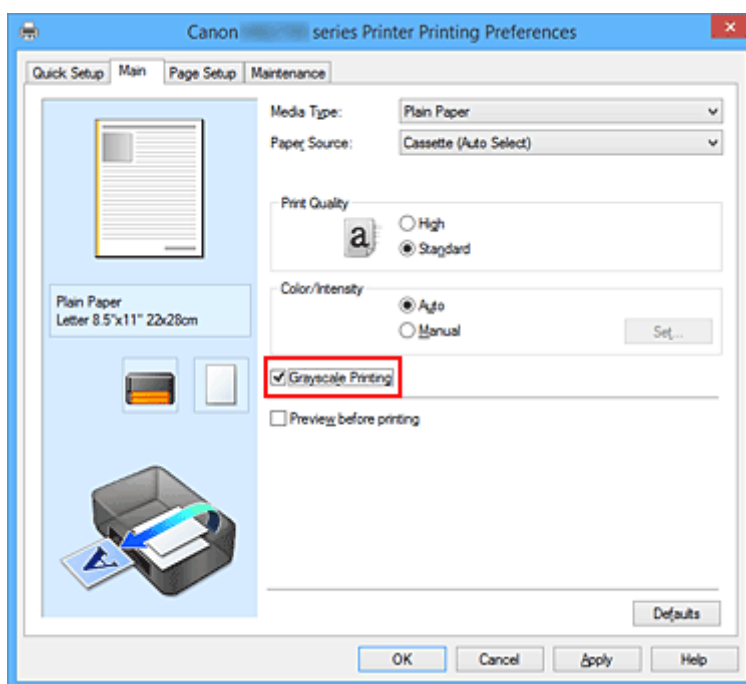 Canon series Printer Printing Preferences
Quick Setup Main Page Setup Maintenance
Media Type: Plain Paper
Paper Source: Cassette (Auto Select)
Print Quality
a
High
Standard
Color/Intensity
Auto
Manual
Set...
Plain Paper
Letter 8.5"x11" 22x28cm
Grayscale Printing
Preview before printing
A
Defaults
OK Cancel Apply Help